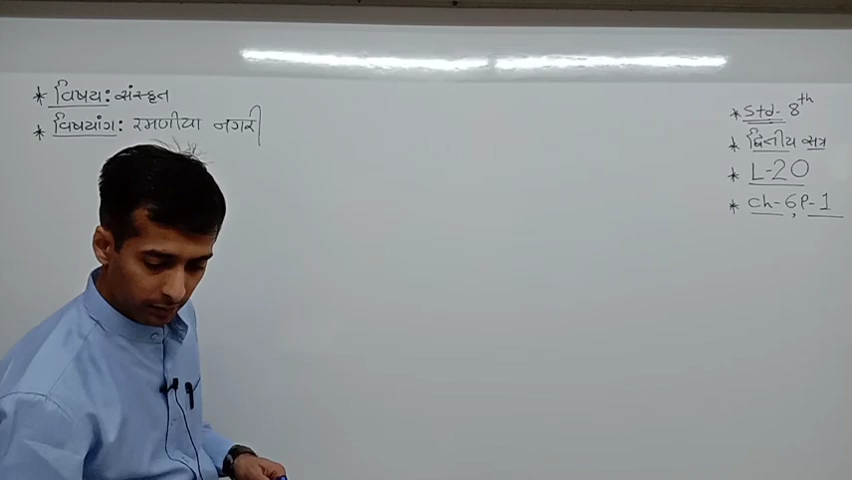 * વિષય: સંસ્કૃત
* વિષયાંગ: રમણીયા નગરી
* Std- 8th
* દ્વિતીય સત્ર
* L-20
* Ch-6, P-1